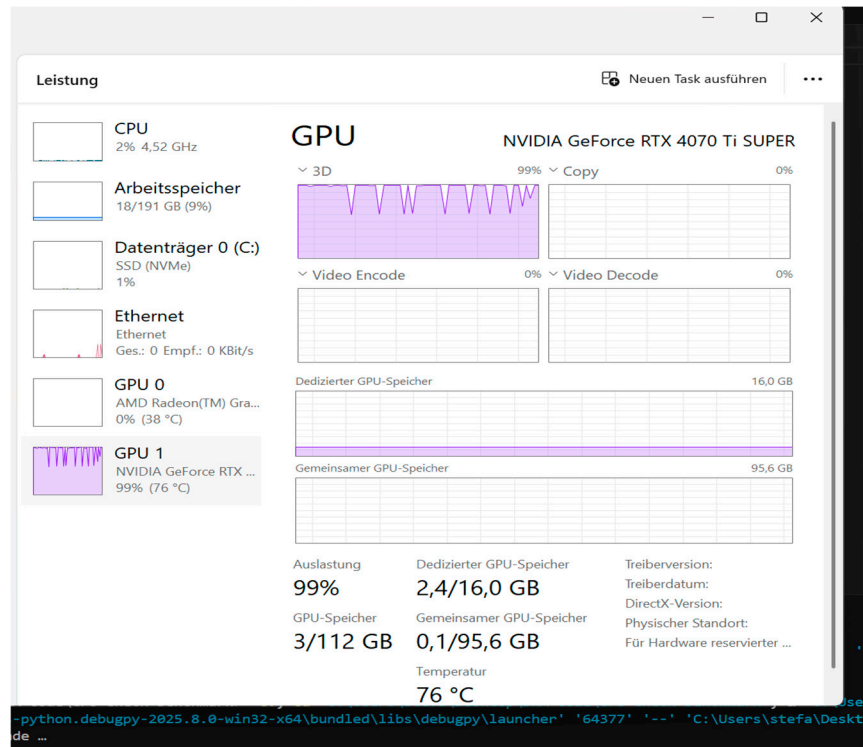 Leistung
Neuen Task ausführen
CPU
2% 4,52 GHz
Arbeitsspeicher
18/191 GB (9%)
Datenträger 0 (C:)
SSD (NVMe)
1%
Ethernet
Ethernet
Ges.: 0 Empf.: 0 KBit/s
GPU 0
AMD Radeon(TM) Gra...
0% (38 °C)
GPU 1
NVIDIA GeForce RTX ...
99% (76 °C)
GPU
NVIDIA GeForce RTX 4070 Ti SUPER
3D 99%
Copy 0%
Video Encode 0%
Video Decode 0%
Dedizierter GPU-Speicher 16,0 GB
Gemeinsamer GPU-Speicher 95,6 GB
Auslastung
99%
Dedizierter GPU-Speicher
2,4/16,0 GB
GPU-Speicher
3/112 GB
Gemeinsamer GPU-Speicher
0,1/95,6 GB
Temperatur
76 °C
Treiberversion:
Treiberdatum:
DirectX-Version:
Physischer Standort:
Für Hardware reservierter ...
-python.debugpy-2025.8.0-win32-x64\bundled\libs\debugpy\launcher' '64377' '--' 'C:\Users\stefa\Deskt
de …